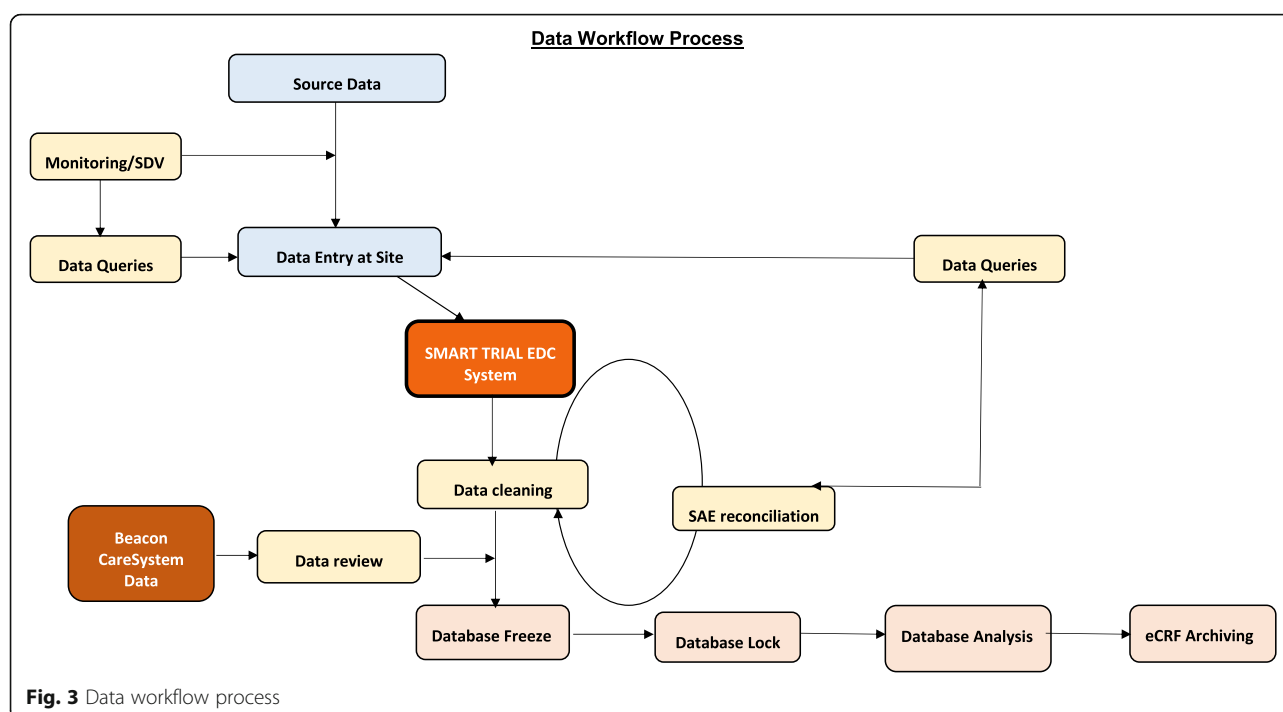 Data Workflow Process
Source Data
Monitoring/SDV
Data Queries
Data Entry at Site
Data Queries
SMART TRIAL EDC
System
Data cleaning
SAE reconciliation
Beacon
CareSystem
Data
Data review
Database Freeze
Database Lock
Database Analysis
eCRF Archiving
Fig. 3 Data workflow process